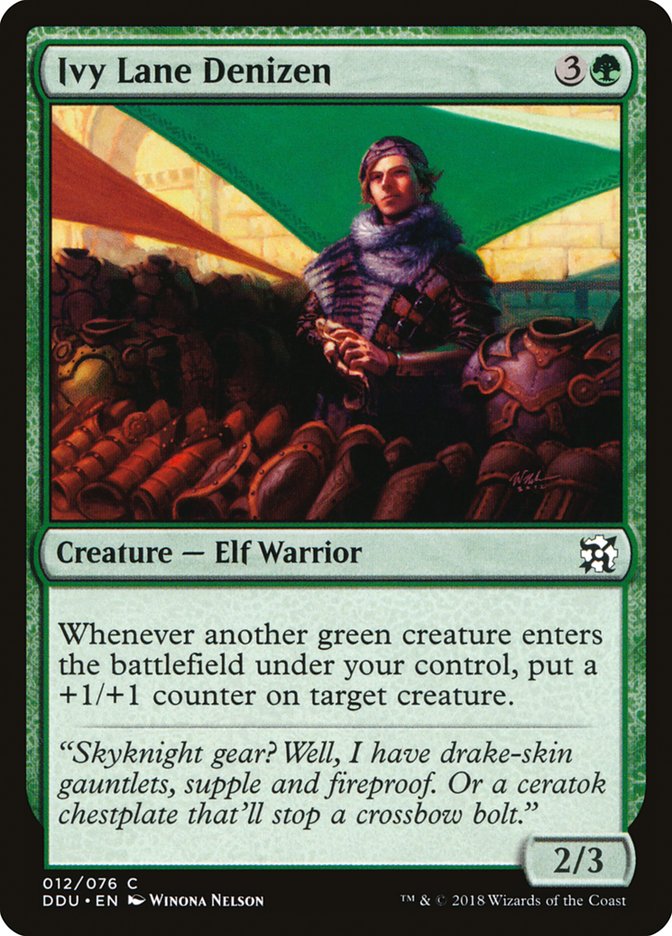 Ivy Lane Denizen 3
Creature — Elf Warrior
Whenever another green creature enters
the battlefield under your control, put a
+1/+1 counter on target creature.
“Skyknight gear? Well, I have drake-skin
gauntlets, supple and fireproof. Or a ceratok
chestplate that’ll stop a crossbow bolt.”
2/3
012/076 C
DDU • EN Winona Nelson
™ & © 2018 Wizards of the Coast